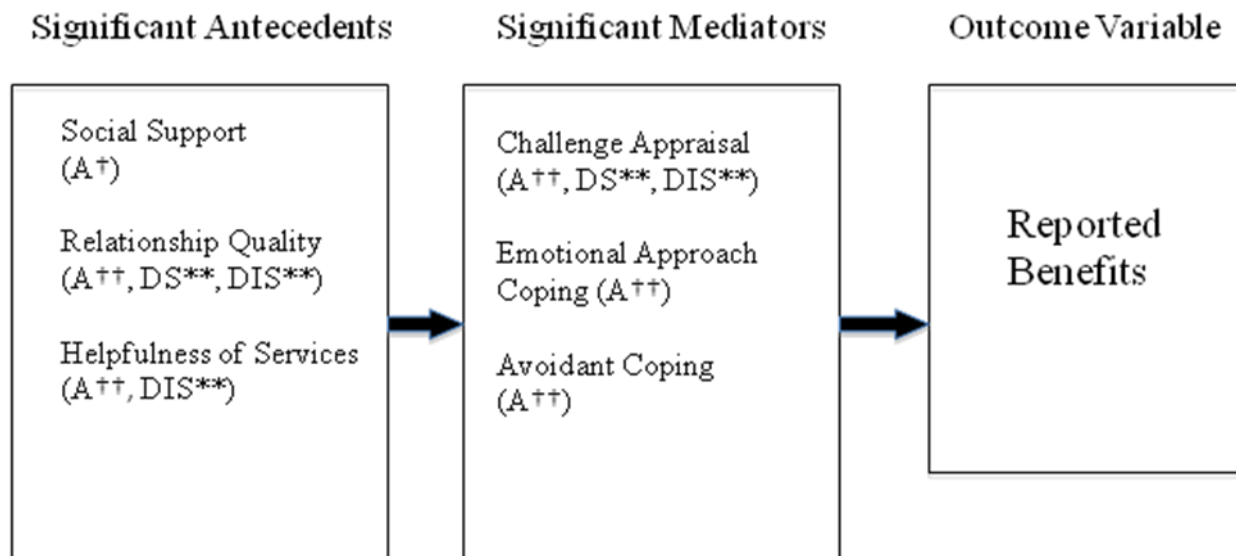 Significant Antecedents
Significant Mediators
Outcome Variable
Social Support
(A†)
Relationship Quality
(A††, DS**, DIS**)
Helpfulness of Services
(A††, DIS**)
Challenge Appraisal
(A††, DS**, DIS**)
Emotional Approach
Coping (A††)
Avoidant Coping
(A††)
Reported
Benefits